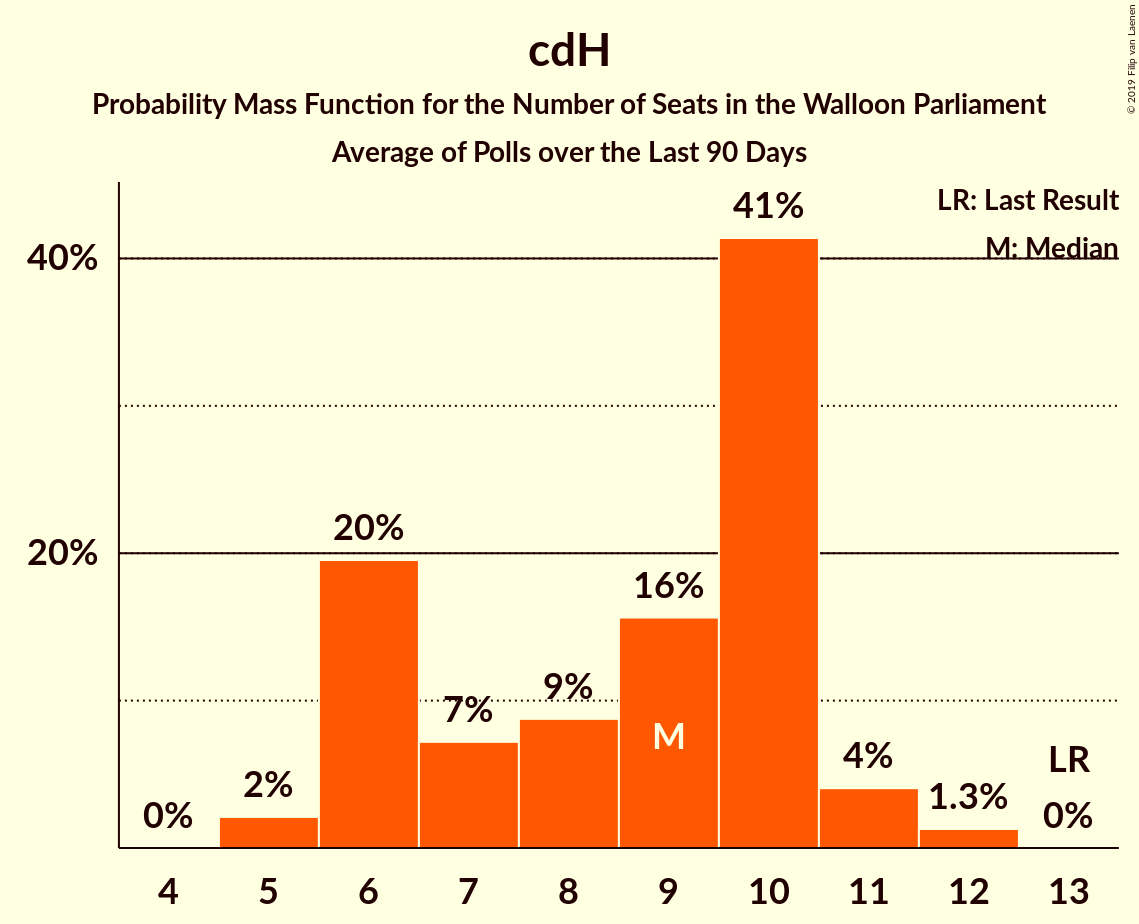 cdH
Probability Mass Function for the Number of Seats in the Walloon Parliament
Average of Polls over the Last 90 Days
© 2019 Filip van Laenen
LR: Last Result
M: Median
40%
20%
0%
2%
20%
7%
9%
16%
M
41%
4%
1.3%
LR
0%
4 5 6 7 8 9 10 11 12 13